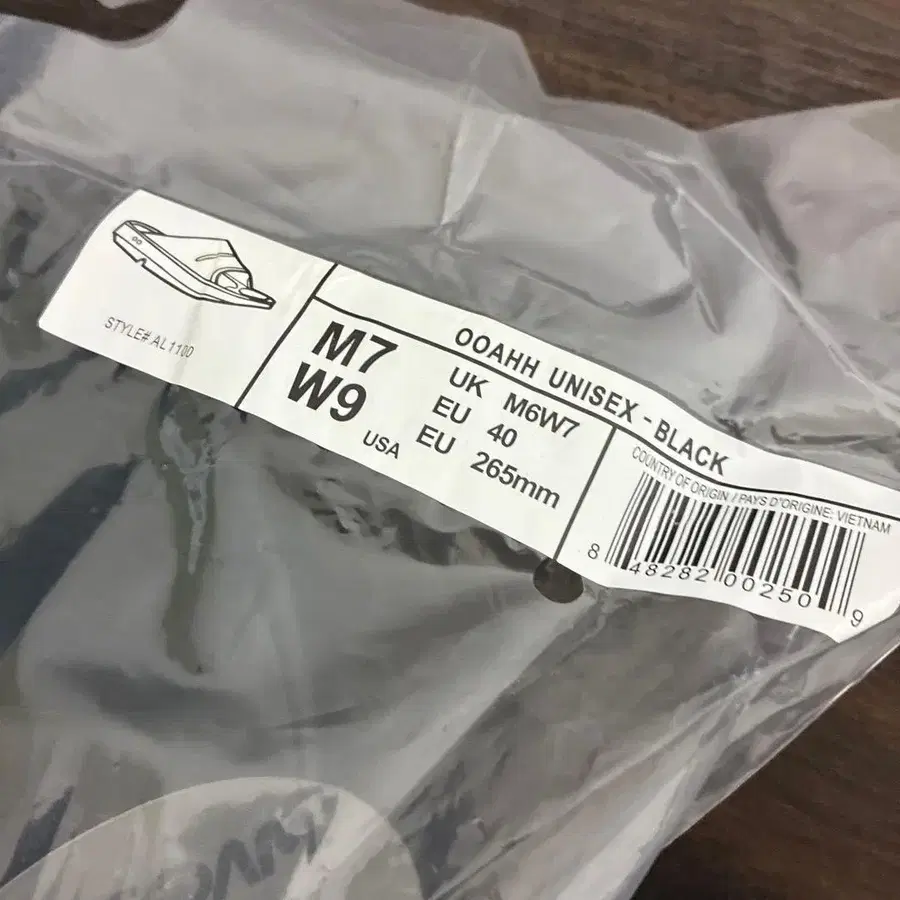 STYLE# AL1100
OOAHH UNISEX - BLACK
M7
W9
USA
UK M6W7
EU 40
EU 265mm
COUNTRY OF ORIGIN / PAYS D'ORIGINE: VIETNAM
8 48282 00250 9